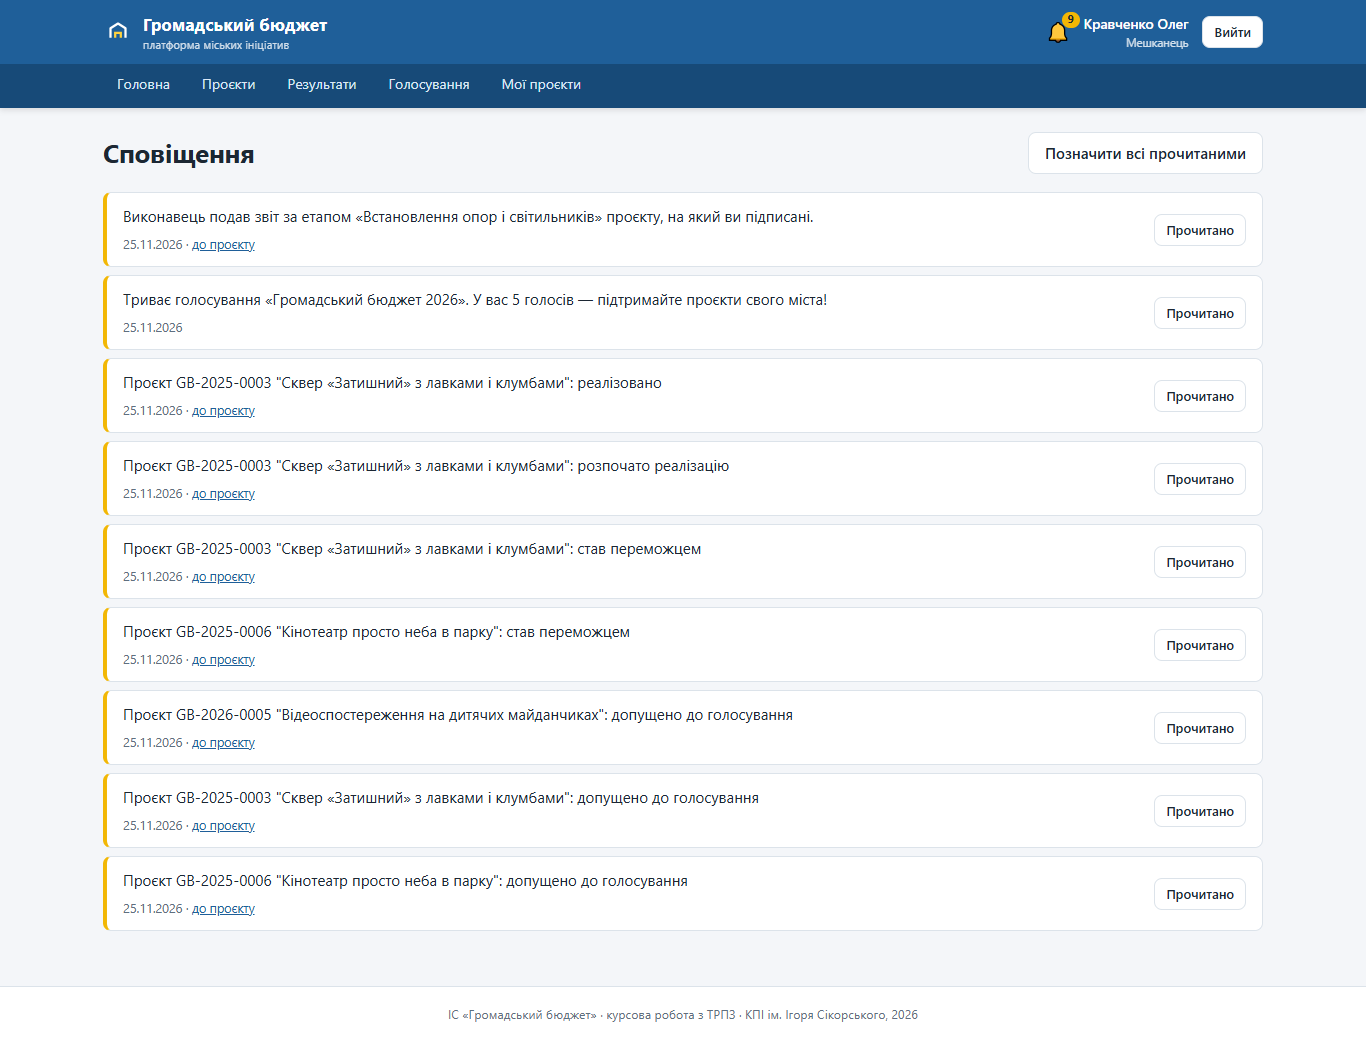 Громадський бюджет
платформа міських ініціатив
9
Кравченко Олег
Мешканець
Вийти
Головна
Проєкти
Результати
Голосування
Мої проєкти
Сповіщення
Позначити всі прочитаними
Виконавець подав звіт за етапом «Встановлення опор і світильників» проєкту, на який ви підписані.
25.11.2026 · до проєкту
Прочитано
Триває голосування «Громадський бюджет 2026». У вас 5 голосів — підтримайте проєкти свого міста!
25.11.2026
Прочитано
Проєкт GB-2025-0003 "Сквер «Затишний» з лавками і клумбами": реалізовано
25.11.2026 · до проєкту
Прочитано
Проєкт GB-2025-0003 "Сквер «Затишний» з лавками і клумбами": розпочато реалізацію
25.11.2026 · до проєкту
Прочитано
Проєкт GB-2025-0003 "Сквер «Затишний» з лавками і клумбами": став переможцем
25.11.2026 · до проєкту
Прочитано
Проєкт GB-2025-0006 "Кінотеатр просто неба в парку": став переможцем
25.11.2026 · до проєкту
Прочитано
Проєкт GB-2026-0005 "Відеоспостереження на дитячих майданчиках": допущено до голосування
25.11.2026 · до проєкту
Прочитано
Проєкт GB-2025-0003 "Сквер «Затишний» з лавками і клумбами": допущено до голосування
25.11.2026 · до проєкту
Прочитано
Проєкт GB-2025-0006 "Кінотеатр просто неба в парку": допущено до голосування
25.11.2026 · до проєкту
Прочитано
ІС «Громадський бюджет» · курсова робота з ТРПЗ · КПІ ім. Ігоря Сікорського, 2026